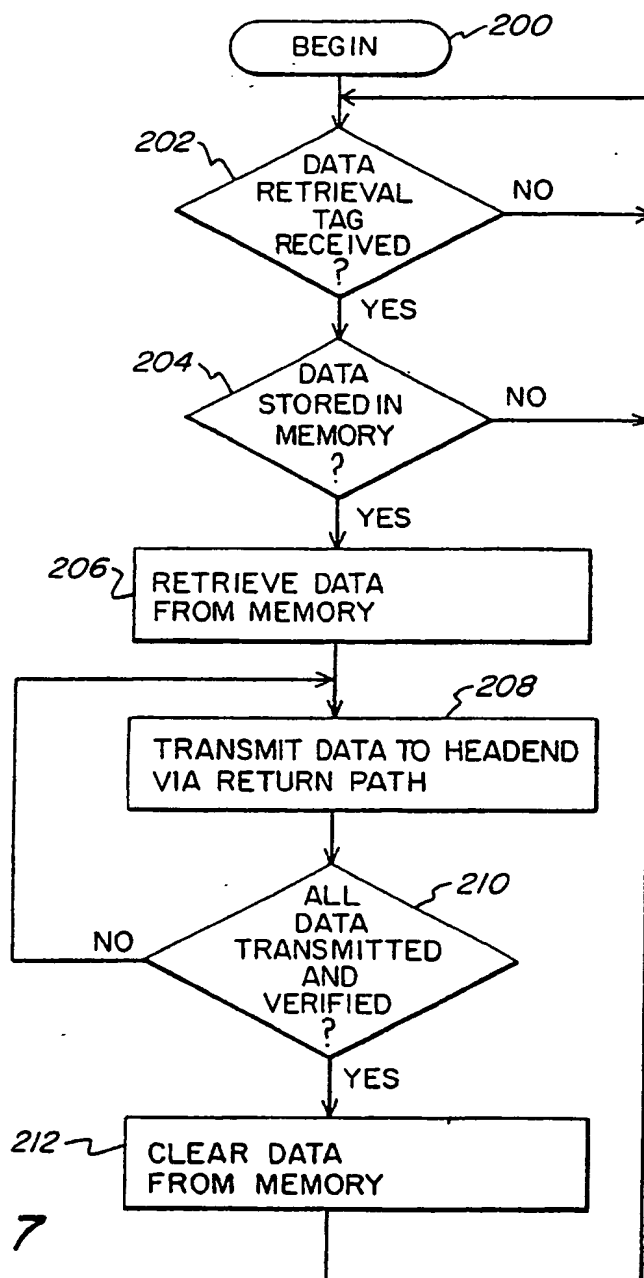 BEGIN
200
202
DATA
RETRIEVAL
TAG
RECEIVED
?
NO
YES
204
DATA
STORED IN
MEMORY
?
NO
YES
206
RETRIEVE DATA
FROM MEMORY
208
TRANSMIT DATA TO HEADEND
VIA RETURN PATH
210
ALL
DATA
TRANSMITTED
AND
VERIFIED
?
NO
YES
212
CLEAR DATA
FROM MEMORY
7